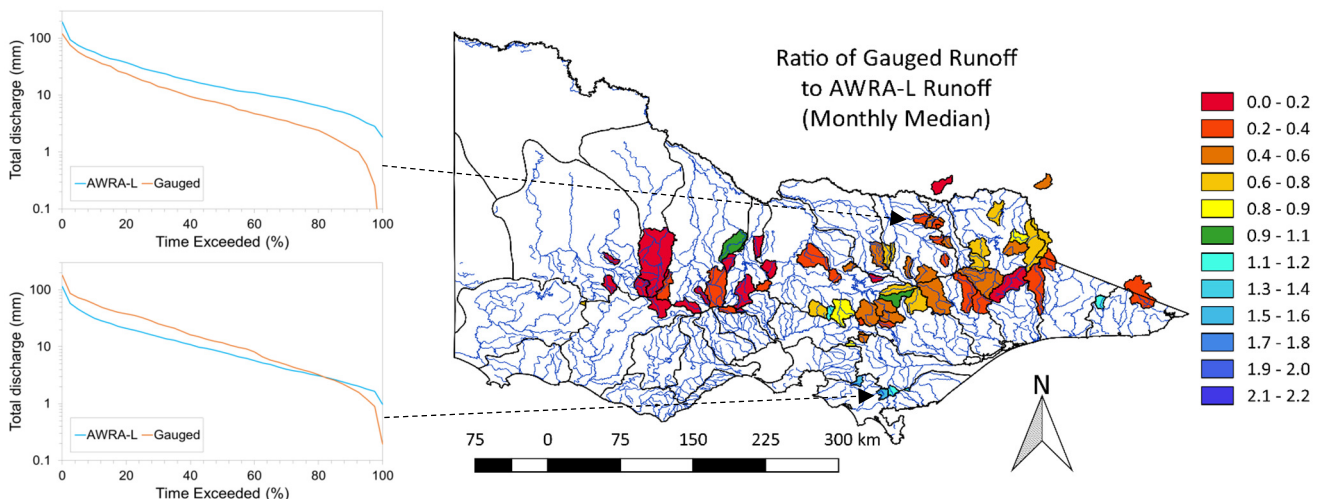 Total discharge (mm)
100
10
1
0.1
AWRA-L Gauged
0 20 40 60 80 100
Time Exceeded (%)
Total discharge (mm)
100
10
1
0.1
AWRA-L Gauged
0 20 40 60 80 100
Time Exceeded (%)
Ratio of Gauged Runoff
to AWRA-L Runoff
(Monthly Median)
0.0 - 0.2
0.2 - 0.4
0.4 - 0.6
0.6 - 0.8
0.8 - 0.9
0.9 - 1.1
1.1 - 1.2
1.3 - 1.4
1.5 - 1.6
1.7 - 1.8
1.9 - 2.0
2.1 - 2.2
N
75 0 75 150 225 300 km